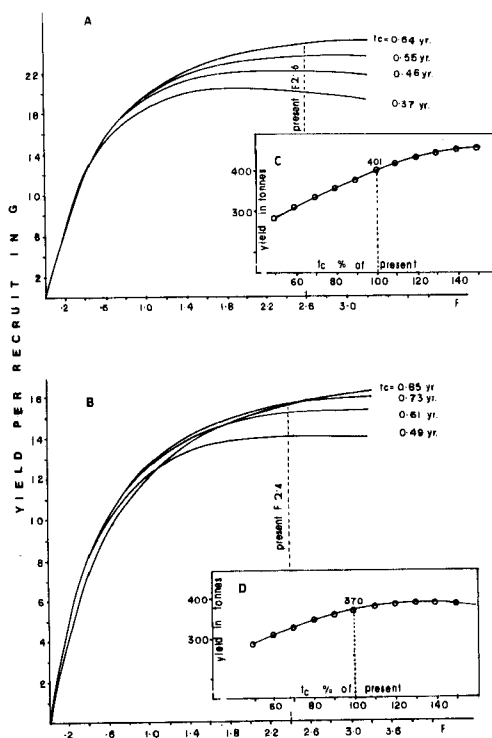 YIELD PER RECRUIT IN G
A
tc = 0·64 yr.
0·55 yr.
0·46 yr.
0·37 yr.
present F 2·6
22
18
14
10
6
2
·2 ·6 1·0 1·4 1·8 2·2 2·6 3·0 F
C
401
yield in tonnes
400
300
60 80 100 120 140
tc % of present
B
tc = 0·85 yr.
0·73 yr.
0·61 yr.
0·49 yr.
present F 2·4
16
14
12
10
8
6
4
2
·2 ·6 1·0 1·4 1·8 2·2 2·6 3·0 3·6 F
D
370
yield in tonnes
400
300
60 80 100 120 140
tc % of present